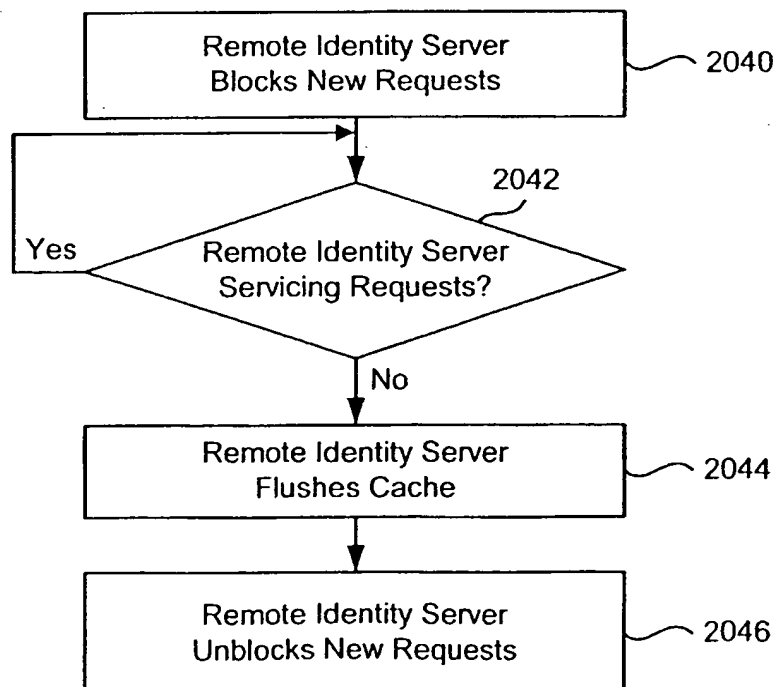 Remote Identity Server
Blocks New Requests
2040
2042
Yes
Remote Identity Server
Servicing Requests?
No
Remote Identity Server
Flushes Cache
2044
Remote Identity Server
Unblocks New Requests
2046